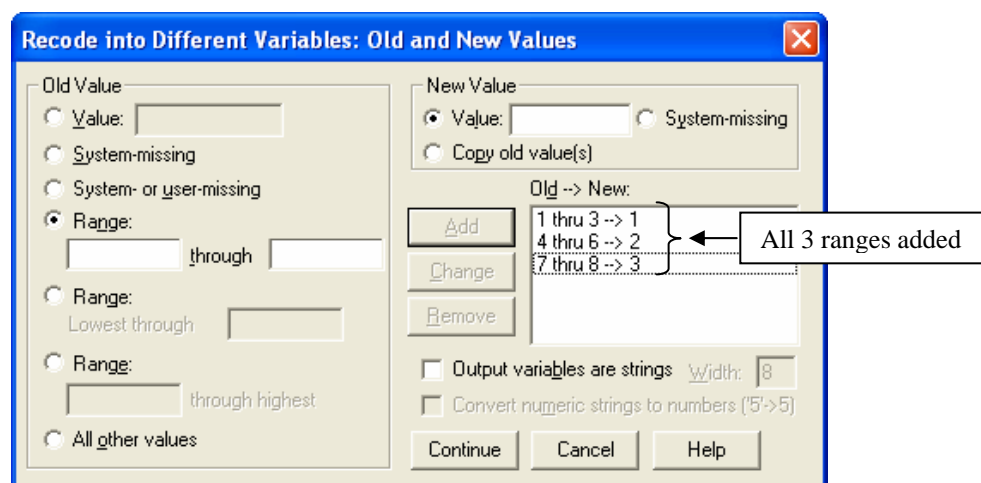 Recode into Different Variables: Old and New Values
Old Value
Value:
System-missing
System- or user-missing
Range:
through
Range:
Lowest through
Range:
through highest
All other values
New Value
Value:
System-missing
Copy old value(s)
Old --> New:
Add
Change
Remove
1 thru 3 --> 1
4 thru 6 --> 2
7 thru 8 --> 3
All 3 ranges added
Output variables are strings Width: 8
Convert numeric strings to numbers ('5'->5)
Continue Cancel Help